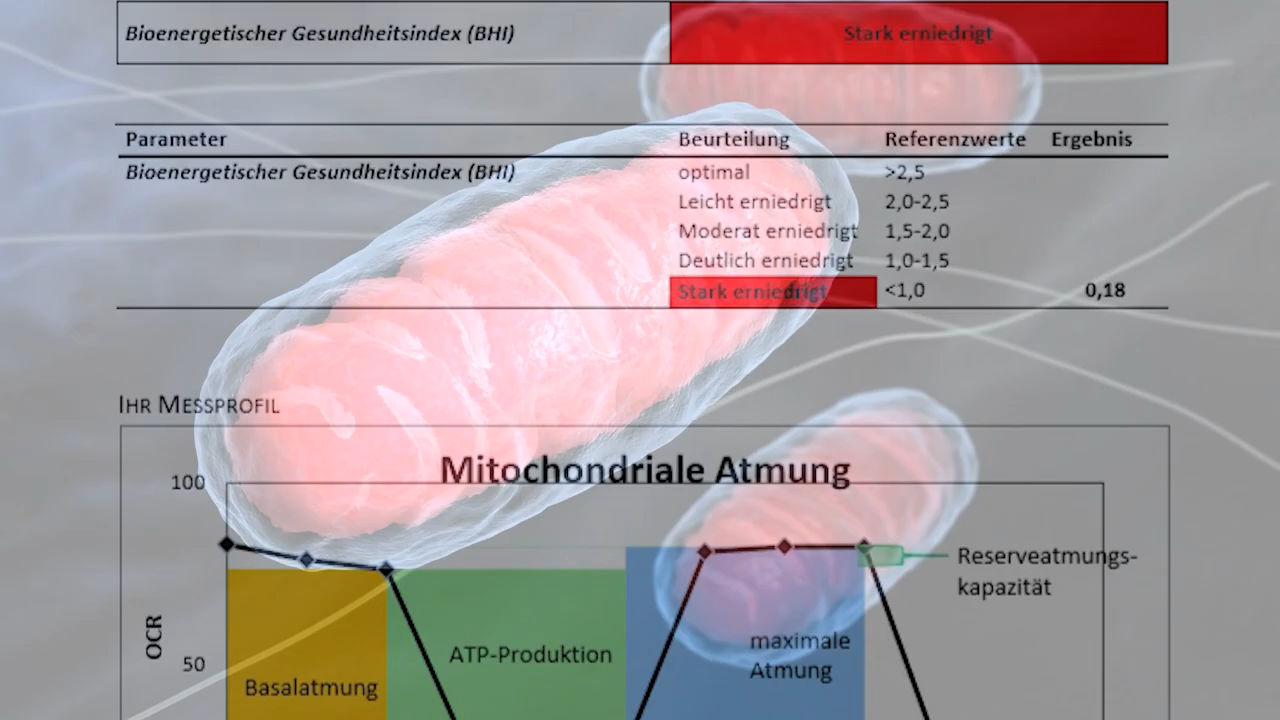 Bioenergetischer Gesundheitsindex (BHI) Stark erniedrigt
Parameter Beurteilung Referenzwerte Ergebnis
Bioenergetischer Gesundheitsindex (BHI) optimal >2,5
Leicht erniedrigt 2,0-2,5
Moderat erniedrigt 1,5-2,0
Deutlich erniedrigt 1,0-1,5
Stark erniedrigt <1,0 0,18
IHR MESSPROFIL
Mitochondriale Atmung
100
Reserveatmungs-
kapazität
OCR
50
ATP-Produktion
maximale
Atmung
Basalatmung